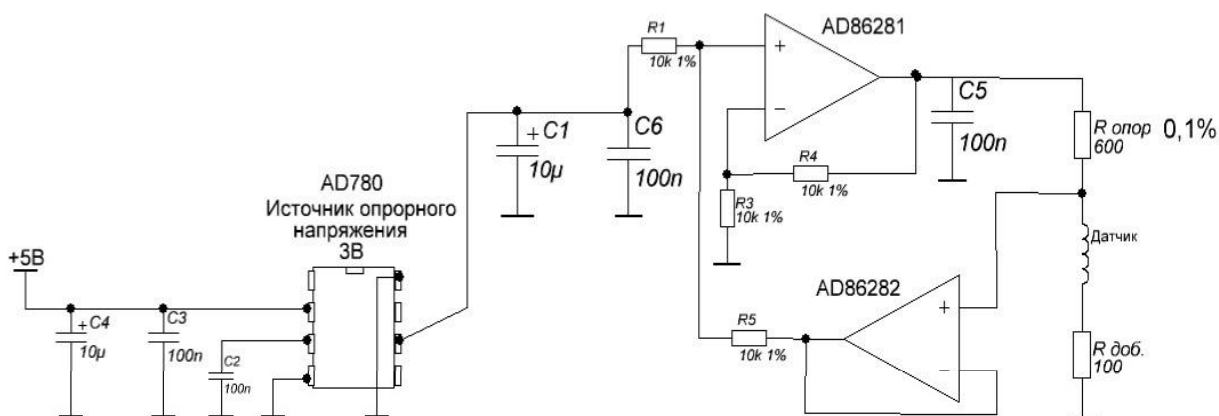 AD86281
R1
10k 1%
+
−
C5
100n
R опор
600
0,1%
+ C1
10µ
C6
100n
R4
10k 1%
R3
10k 1%
AD780
Источник опрорного
напряжения
3В
+5В
Датчик
AD86282
+
−
R5
10k 1%
+ C4
10µ
C3
100n
C2
100n
R доб.
100